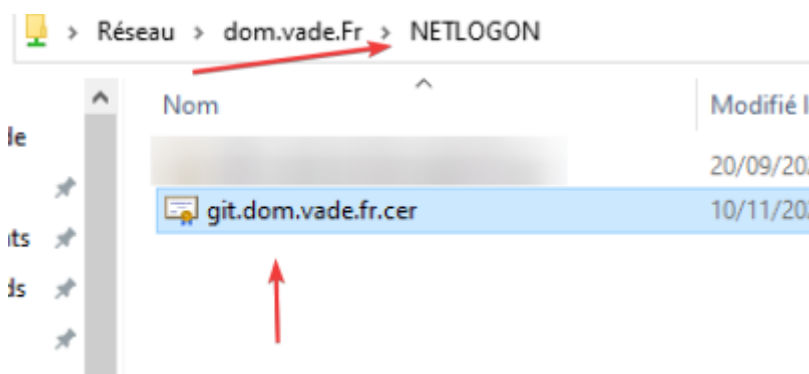 Réseau > dom.vade.Fr > NETLOGON
Nom
Modifié l
20/09/20
git.dom.vade.fr.cer
10/11/20